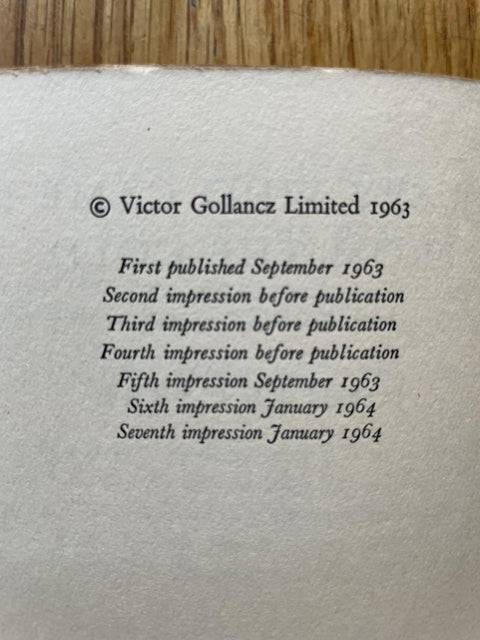 © Victor Gollancz Limited 1963
First published September 1963
Second impression before publication
Third impression before publication
Fourth impression before publication
Fifth impression September 1963
Sixth impression January 1964
Seventh impression January 1964